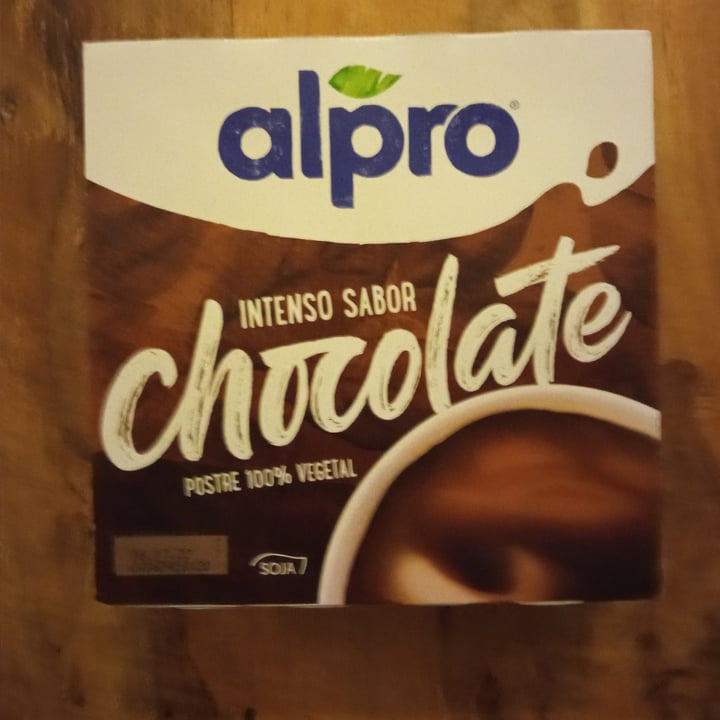 alpro®
INTENSO SABOR
chocolate
POSTRE 100% VEGETAL
SOJA